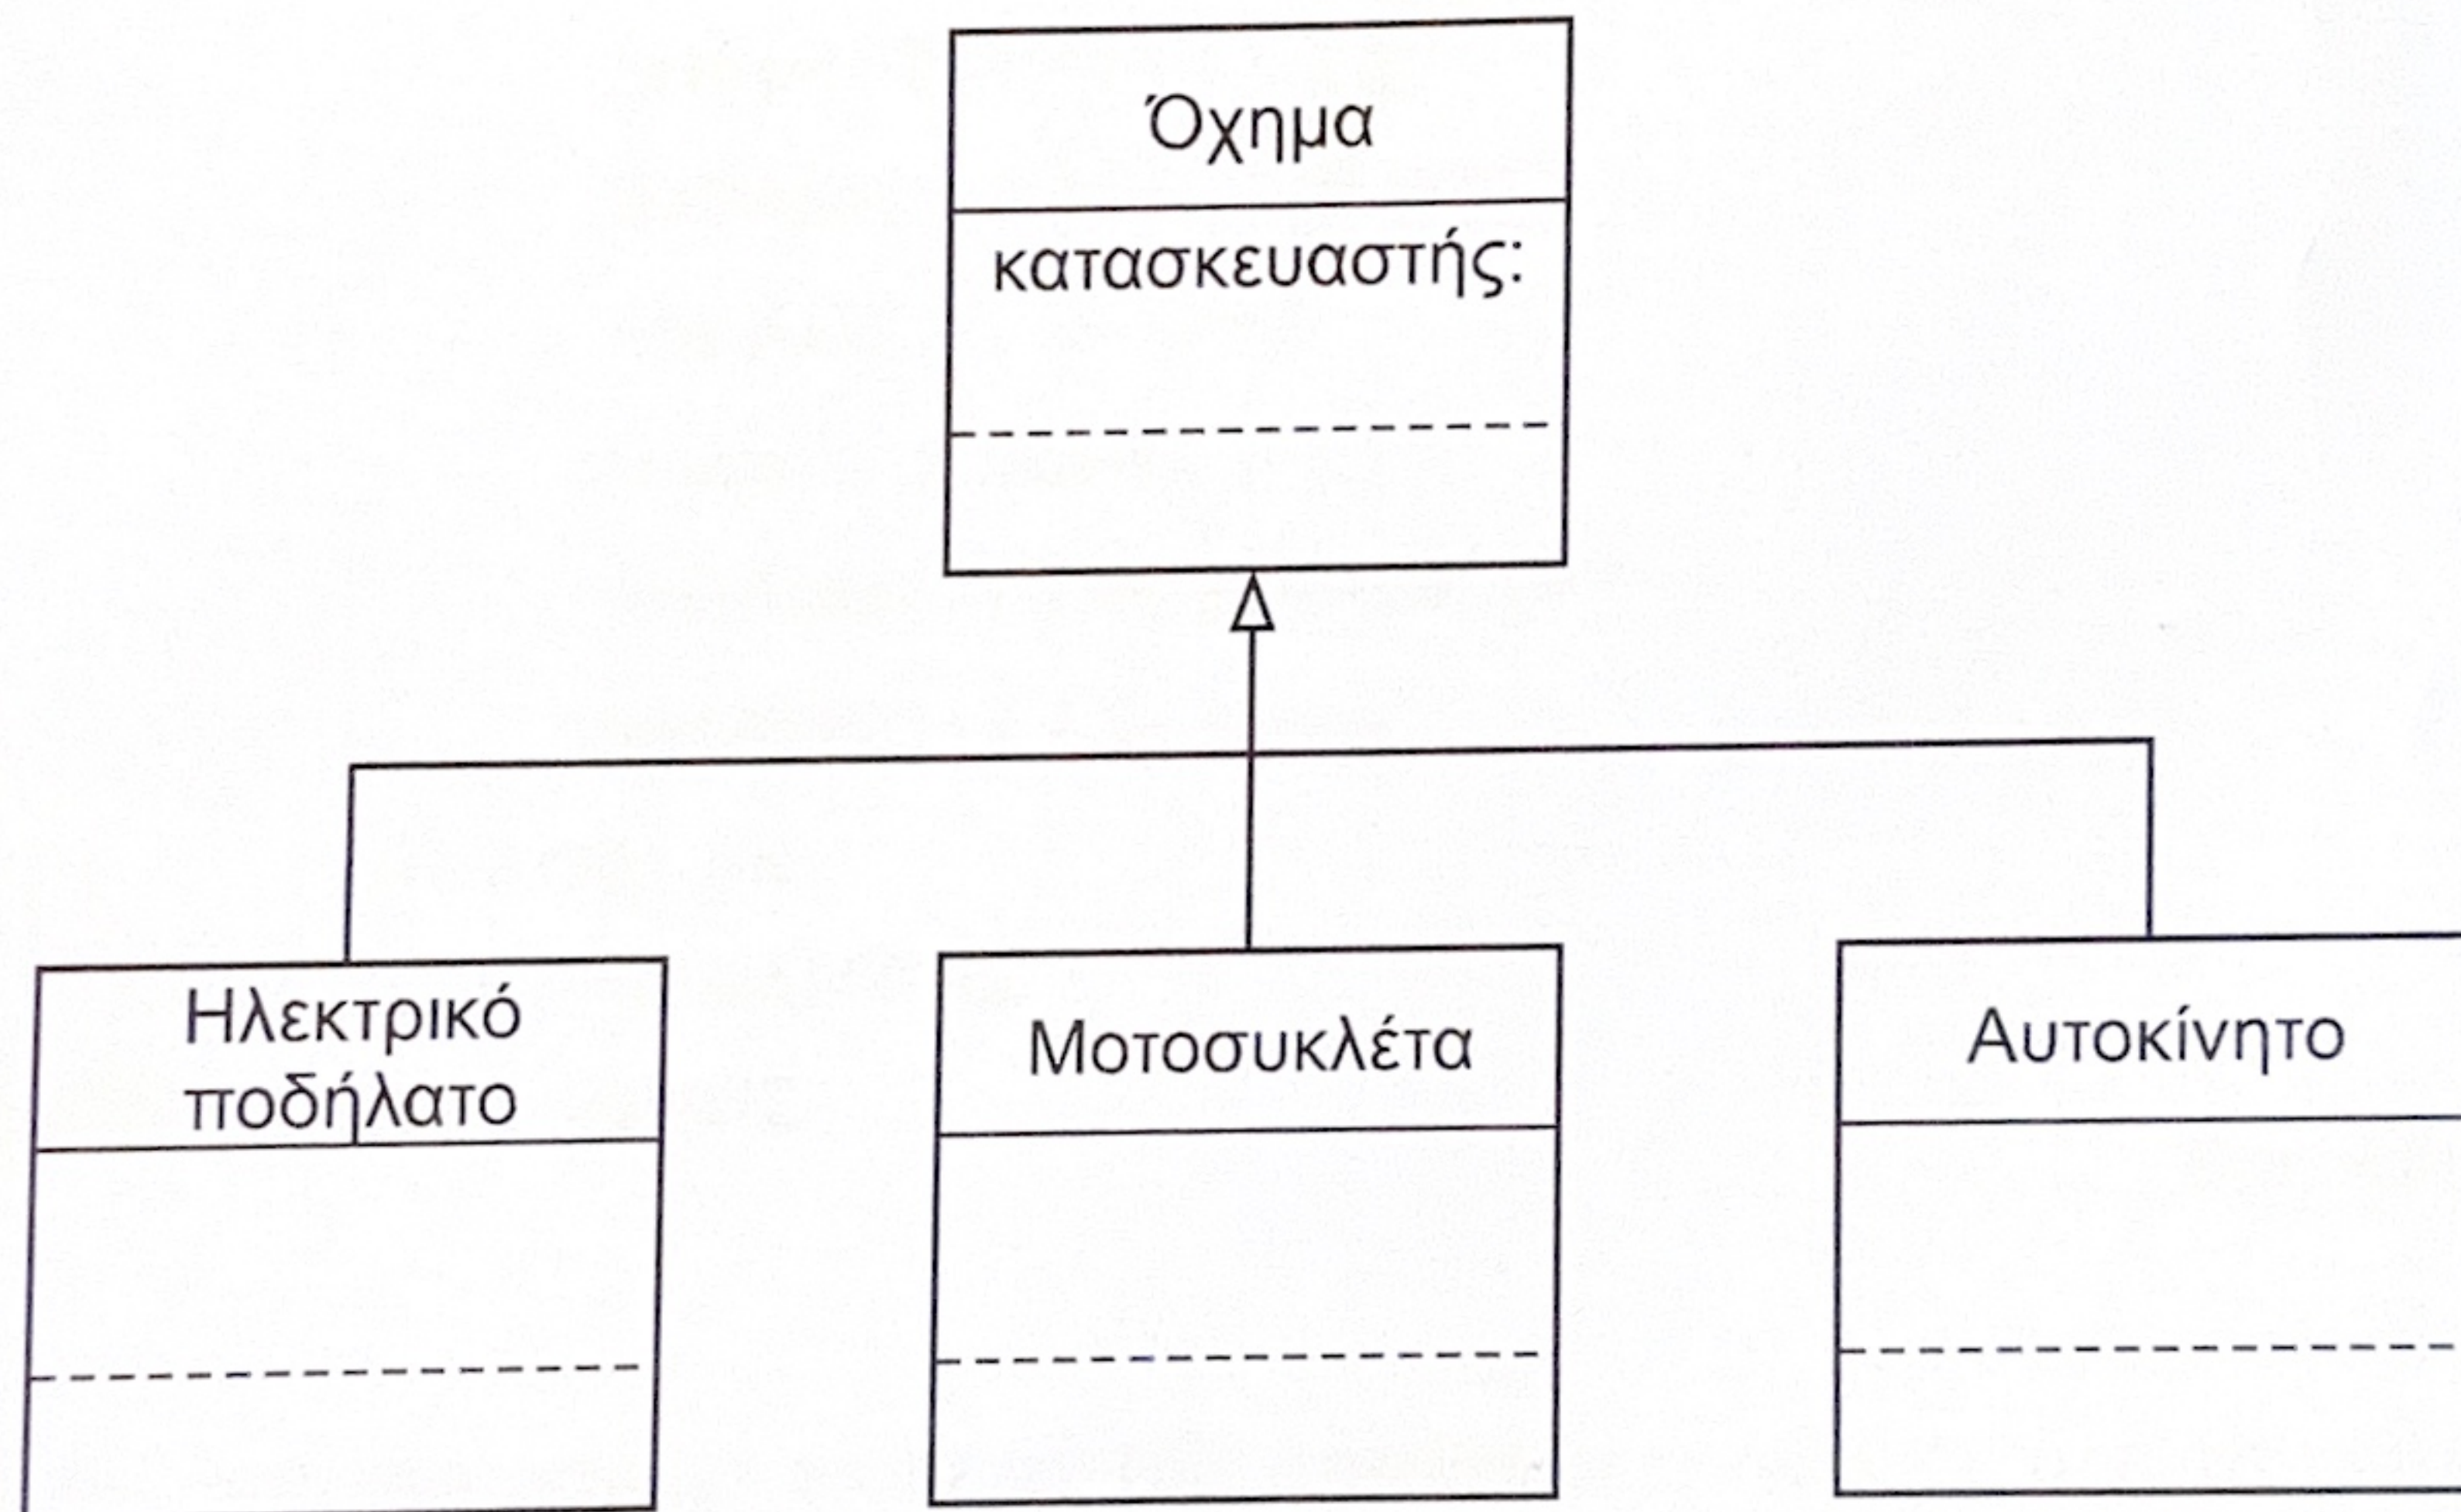 Όχημα
κατασκευαστής:
Ηλεκτρικό
ποδήλατο
Μοτοσυκλέτα
Αυτοκίνητο